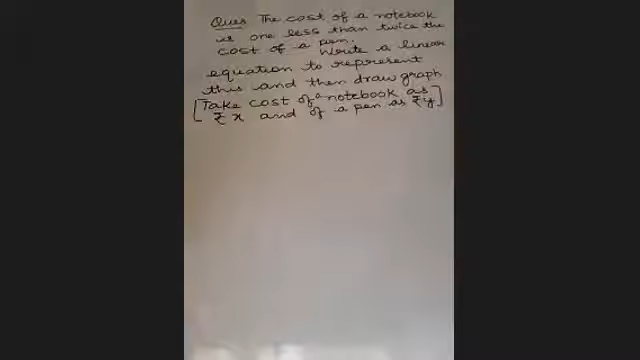 Ques The cost of a notebook
is one less than twice the
cost of a pen. Write a linear
equation to represent
this and then draw graph
[Take cost of a notebook as
₹ x and of a pen as ₹ y]